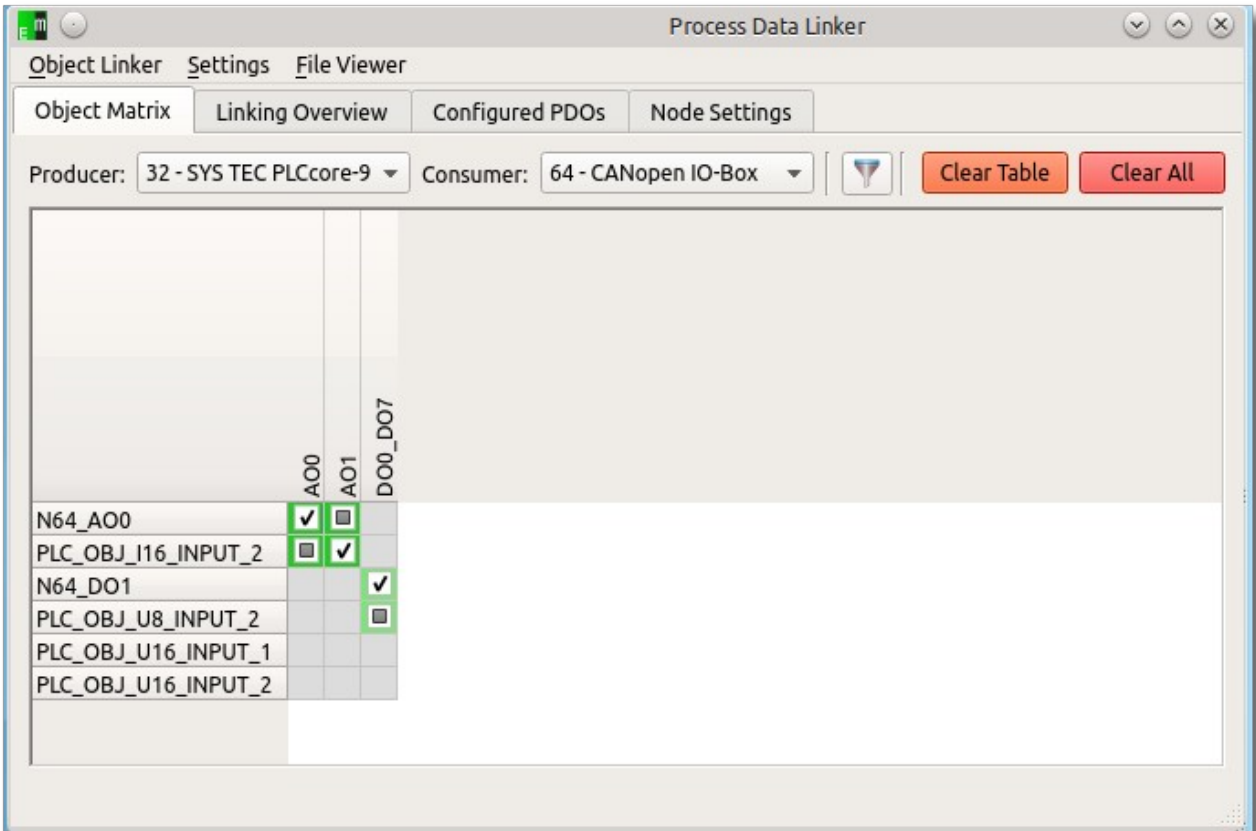 E m
Process Data Linker
Object Linker Settings File Viewer
Object Matrix Linking Overview Configured PDOs Node Settings
Producer: 32 - SYS TEC PLCcore-9 Consumer: 64 - CANopen IO-Box Clear Table Clear All
AO0 AO1 DO0_DO7
N64_AO0
PLC_OBJ_I16_INPUT_2
N64_DO1
PLC_OBJ_U8_INPUT_2
PLC_OBJ_U16_INPUT_1
PLC_OBJ_U16_INPUT_2